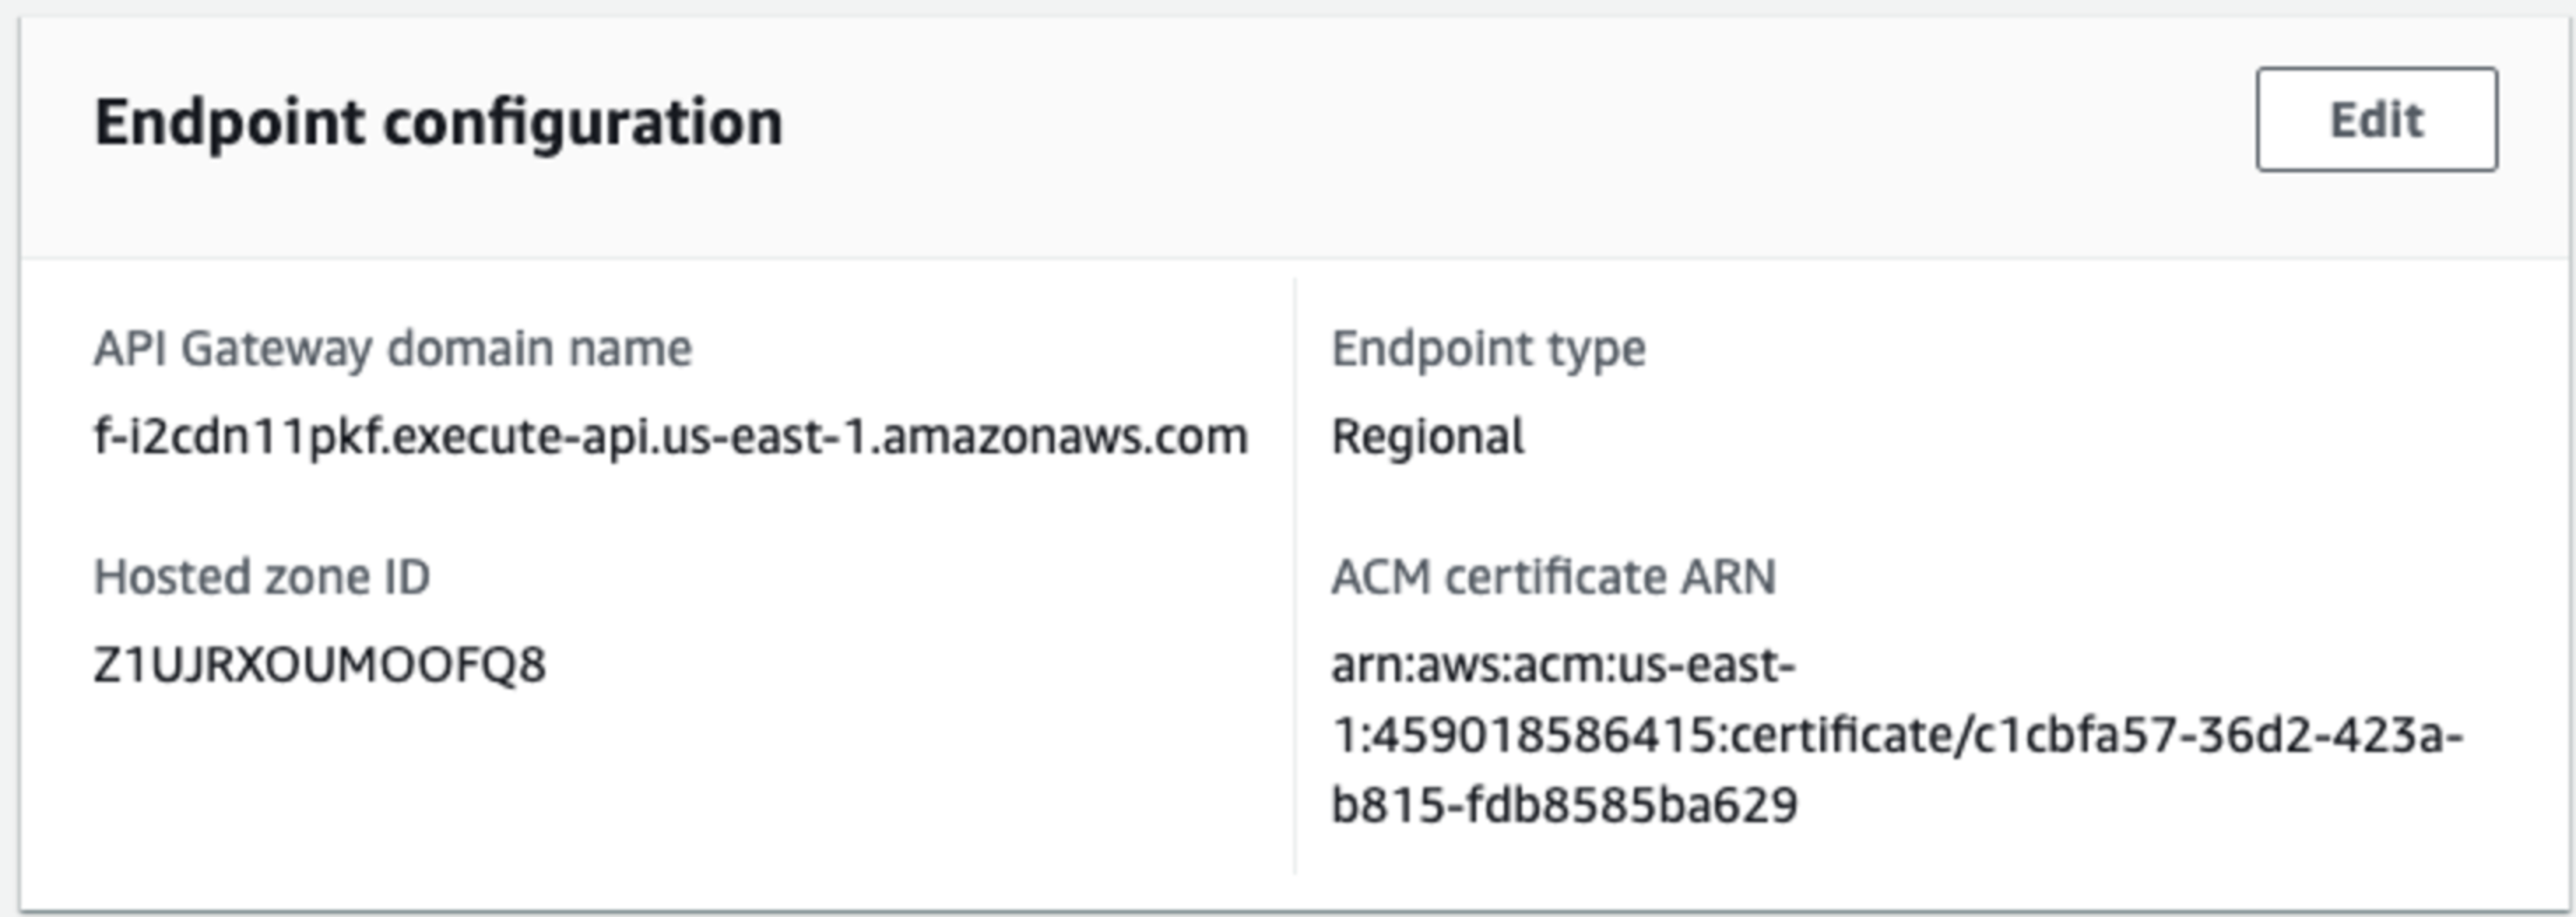 Endpoint configuration
Edit
API Gateway domain name
f-i2cdn11pkf.execute-api.us-east-1.amazonaws.com
Endpoint type
Regional
Hosted zone ID
Z1UJRXOUMOOFQ8
ACM certificate ARN
arn:aws:acm:us-east-
1:459018586415:certificate/c1cbfa57-36d2-423a-
b815-fdb8585ba629